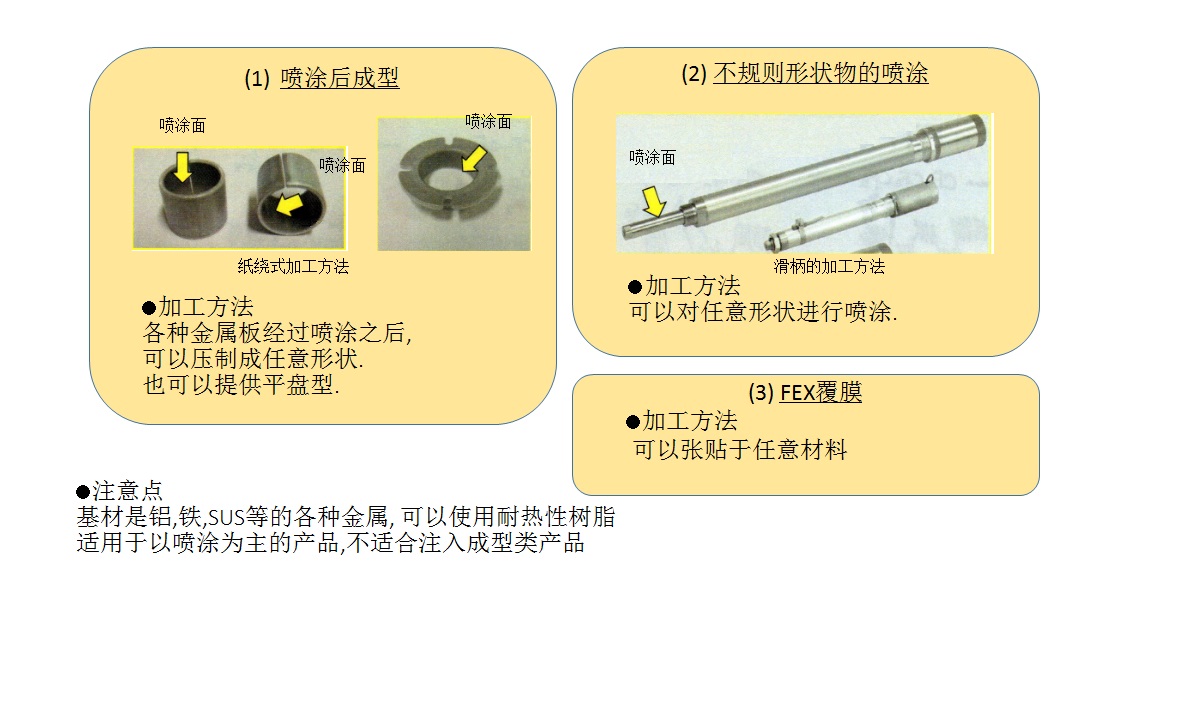 (1) 喷涂后成型
喷涂面
喷涂面
喷涂面
纸绕式加工方法
●加工方法
各种金属板经过喷涂之后,
可以压制成任意形状.
也可以提供平盘型.
(2) 不规则形状物的喷涂
喷涂面
滑柄的加工方法
●加工方法
可以对任意形状进行喷涂.
(3) FEX覆膜
●加工方法
可以张贴于任意材料
●注意点
基材是铝,铁,SUS等的各种金属, 可以使用耐热性树脂
适用于以喷涂为主的产品,不适合注入成型类产品